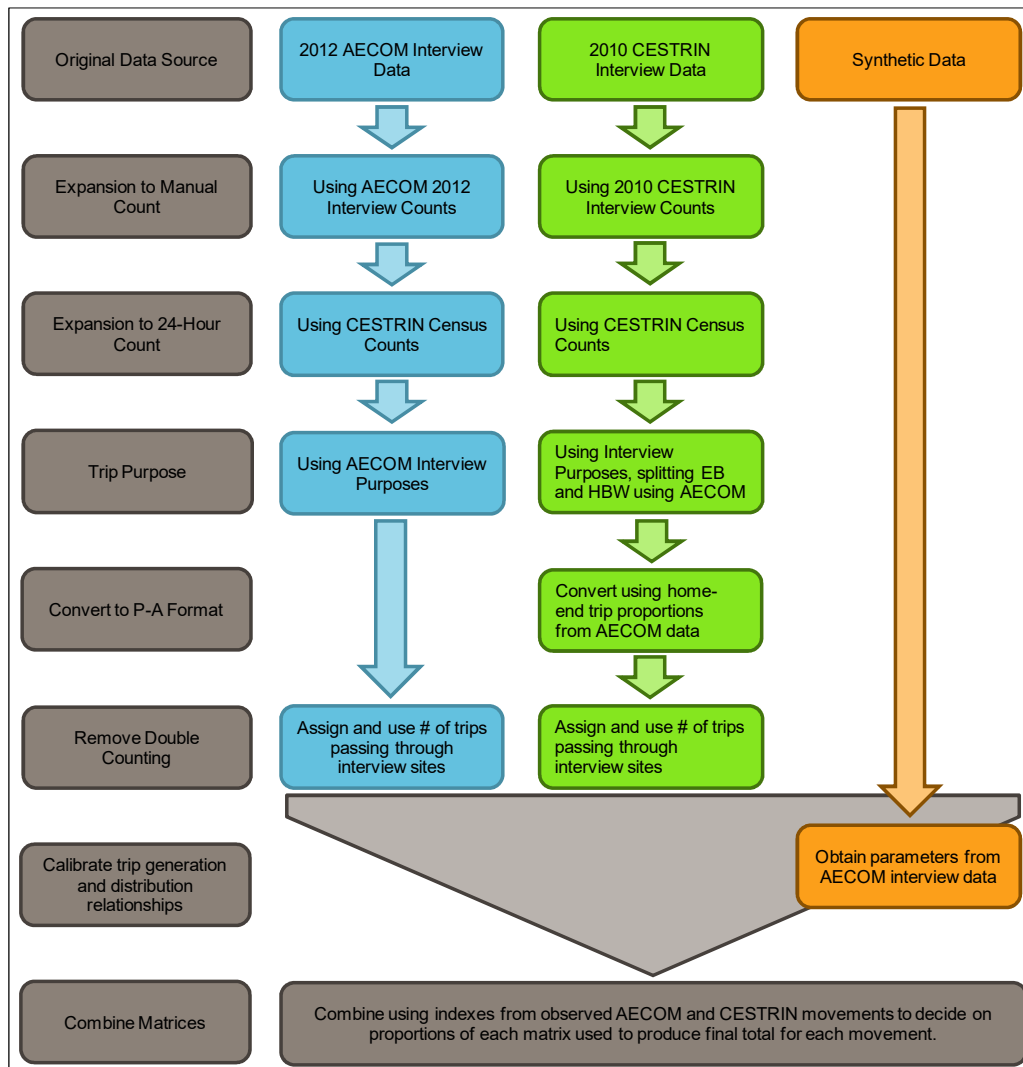 Original Data Source
2012 AECOM Interview
Data
2010 CESTRIN
Interview Data
Synthetic Data
Expansion to Manual
Count
Using AECOM 2012
Interview Counts
Using 2010 CESTRIN
Interview Counts
Expansion to 24-Hour
Count
Using CESTRIN Census
Counts
Using CESTRIN Census
Counts
Trip Purpose
Using AECOM Interview
Purposes
Using Interview
Purposes, splitting EB
and HBW using AECOM
Convert to P-A Format
Convert using home-
end trip proportions
from AECOM data
Remove Double
Counting
Assign and use # of trips
passing through
interview sites
Assign and use # of trips
passing through
interview sites
Calibrate trip generation
and distribution
relationships
Obtain parameters from
AECOM interview data
Combine Matrices
Combine using indexes from observed AECOM and CESTRIN movements to decide on
proportions of each matrix used to produce final total for each movement.